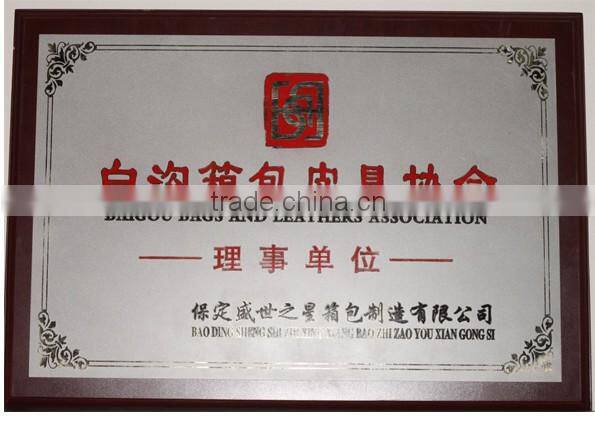 白沟箱包皮具协会
trade.china.cn
BAIGOU BAGS AND LEATHERS ASSOCIATION
理事单位
保定盛世之星箱包制造有限公司
BAO DING SHENG SHI ZHI XING XIANG BAO ZHI ZAO YOU XIAN GONG SI